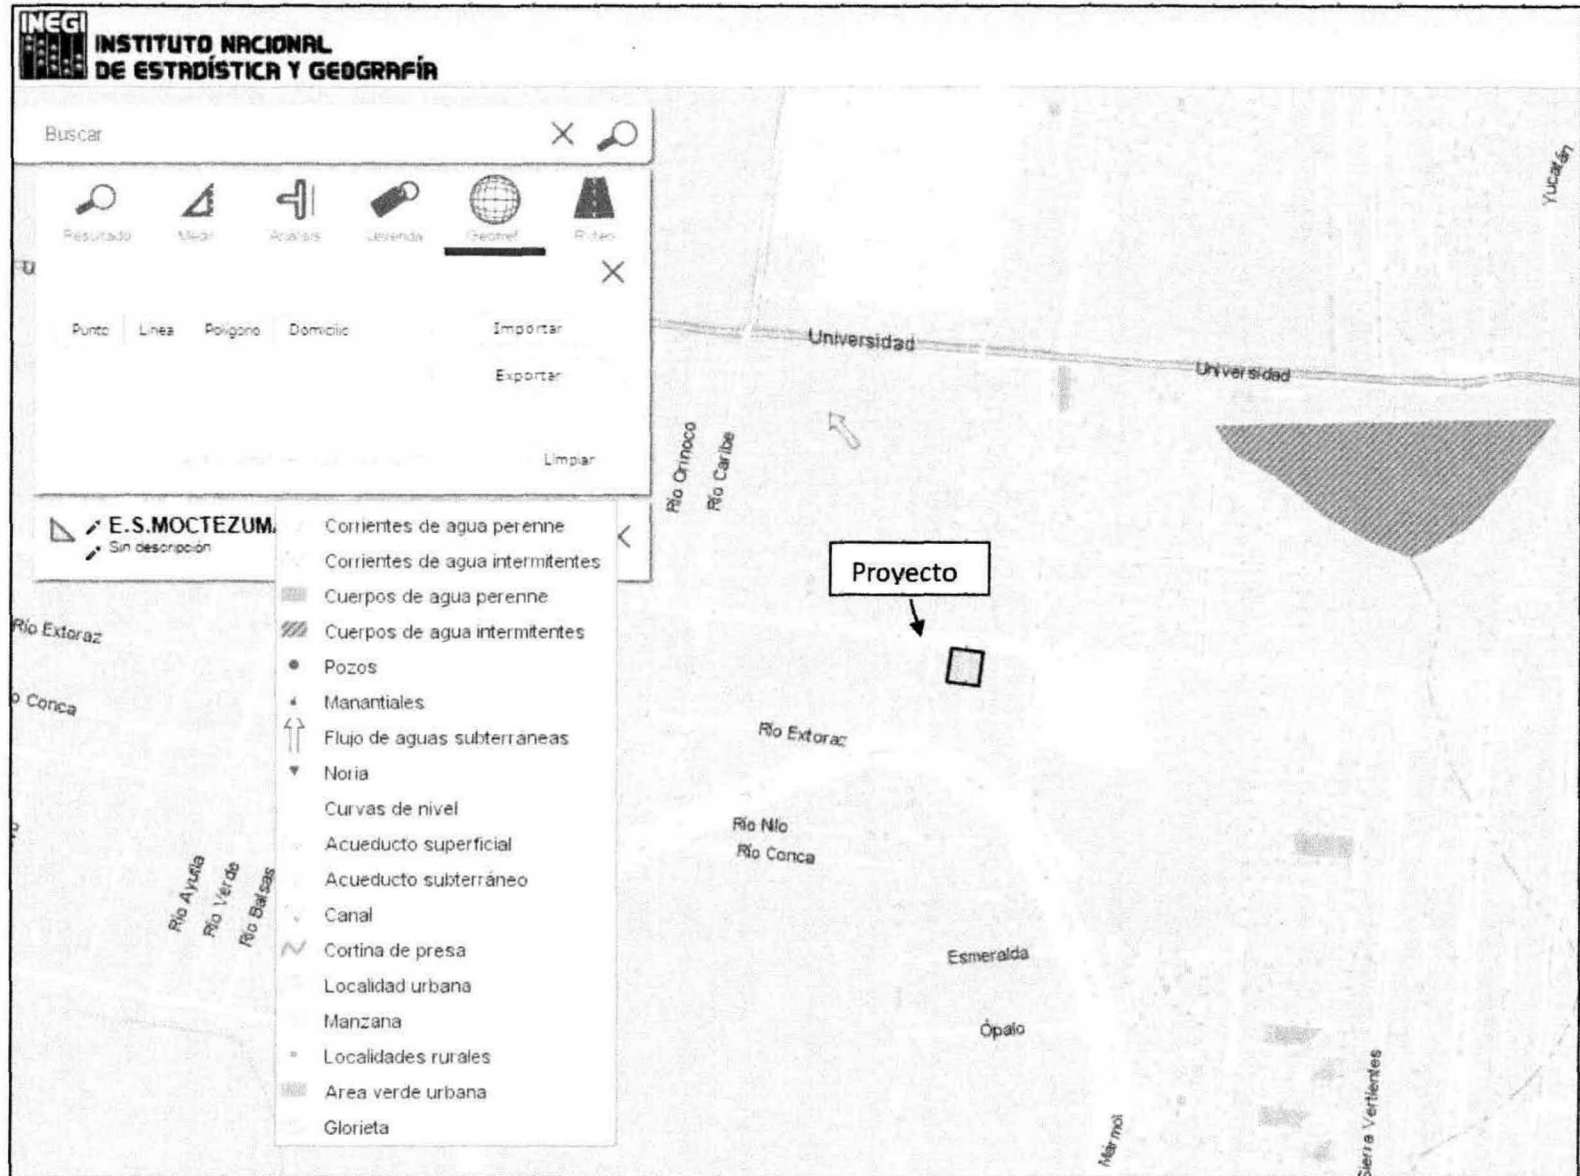 INEGI
INSTITUTO NACIONAL
DE ESTADÍSTICA Y GEOGRAFÍA
Buscar
Resultado
Medir
Análisis
Leyenda
Georref
Ruteo
Punto
Línea
Polígono
Domicilio
Importar
Exportar
Limpiar
E.S.MOCTEZUM
Sin descripción
Corrientes de agua perenne
Corrientes de agua intermitentes
Cuerpos de agua perenne
Cuerpos de agua intermitentes
Pozos
Manantiales
Flujo de aguas subterráneas
Noria
Curvas de nivel
Acueducto superficial
Acueducto subterráneo
Canal
Cortina de presa
Localidad urbana
Manzana
Localidades rurales
Area verde urbana
Glorieta
Yucatán
Universidad
Universidad
Río Orinoco
Río Caribe
Proyecto
Río Extoraz
o Conca
Río Extoraz
Río Nilo
Río Conca
Río Ayutla
Río Verde
Río Balsas
Esmeralda
Ópalo
Mármol
Sierra Vertientes